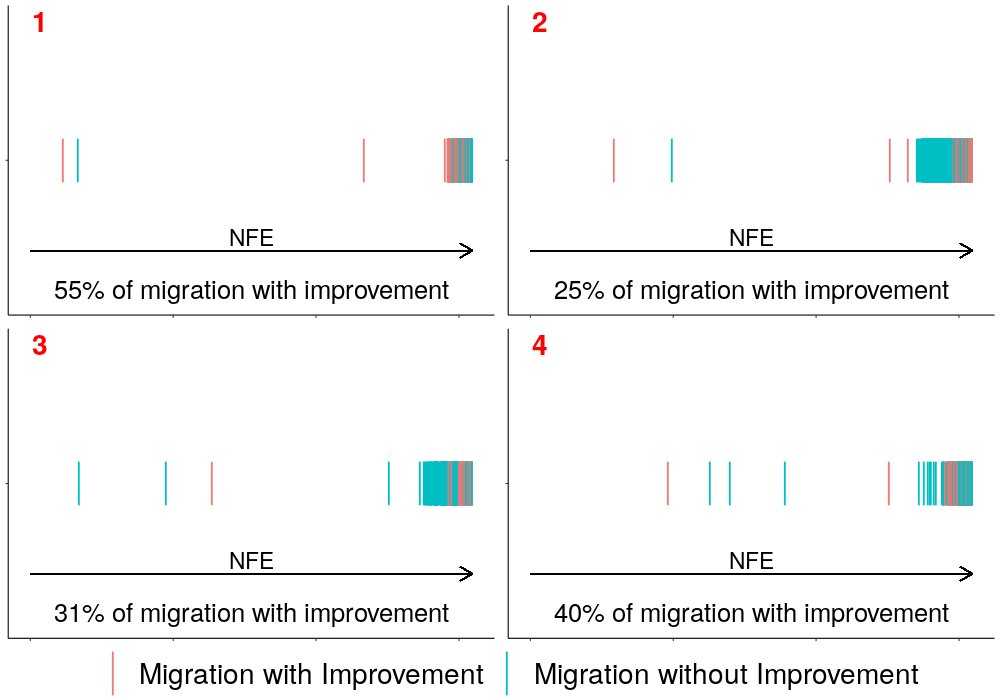 1
NFE
55% of migration with improvement
2
NFE
25% of migration with improvement
3
NFE
31% of migration with improvement
4
NFE
40% of migration with improvement
Migration with Improvement
Migration without Improvement